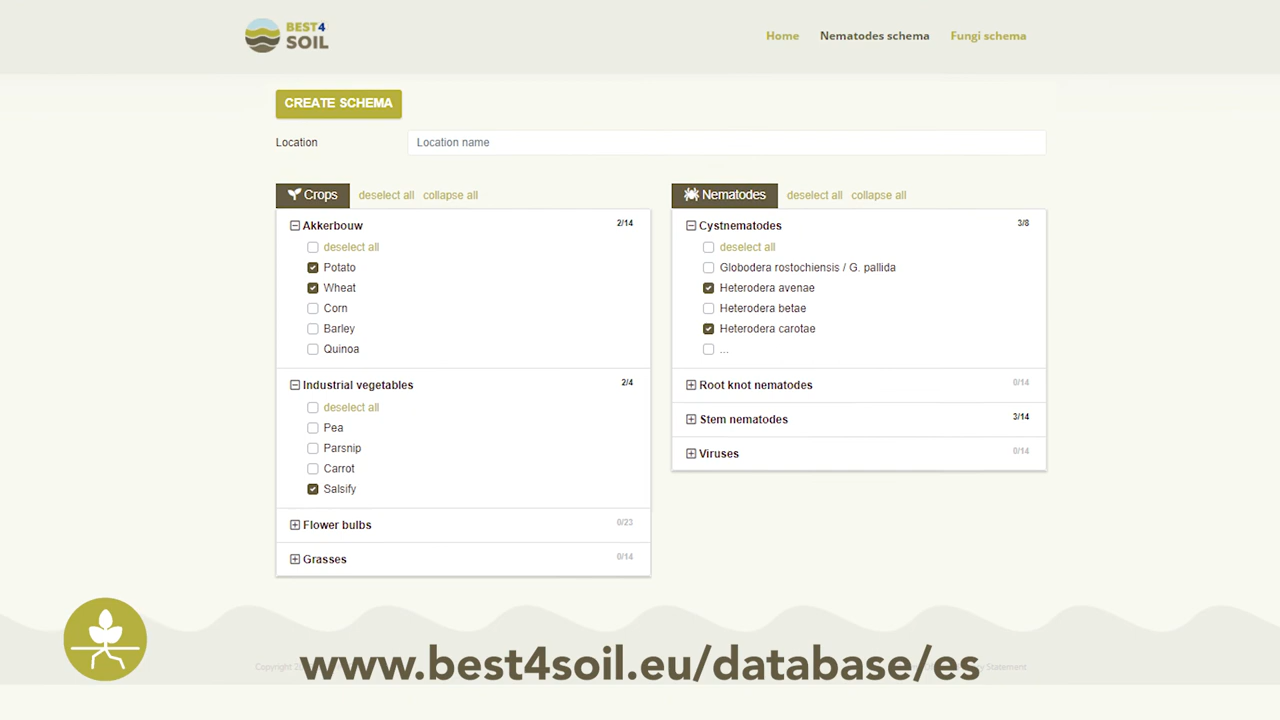 BEST4
SOIL
Home
Nematodes schema
Fungi schema
CREATE SCHEMA
Location
Location name
Crops
deselect all
collapse all
Akkerbouw
2/14
deselect all
Potato
Wheat
Corn
Barley
Quinoa
Industrial vegetables
2/4
deselect all
Pea
Parsnip
Carrot
Salsify
Flower bulbs
0/23
Grasses
0/14
Nematodes
deselect all
collapse all
Cystnematodes
3/8
deselect all
Globodera rostochiensis / G. pallida
Heterodera avenae
Heterodera betae
Heterodera carotae
...
Root knot nematodes
0/14
Stem nematodes
3/14
Viruses
0/14
Copyright
Statement
www.best4soil.eu/database/es